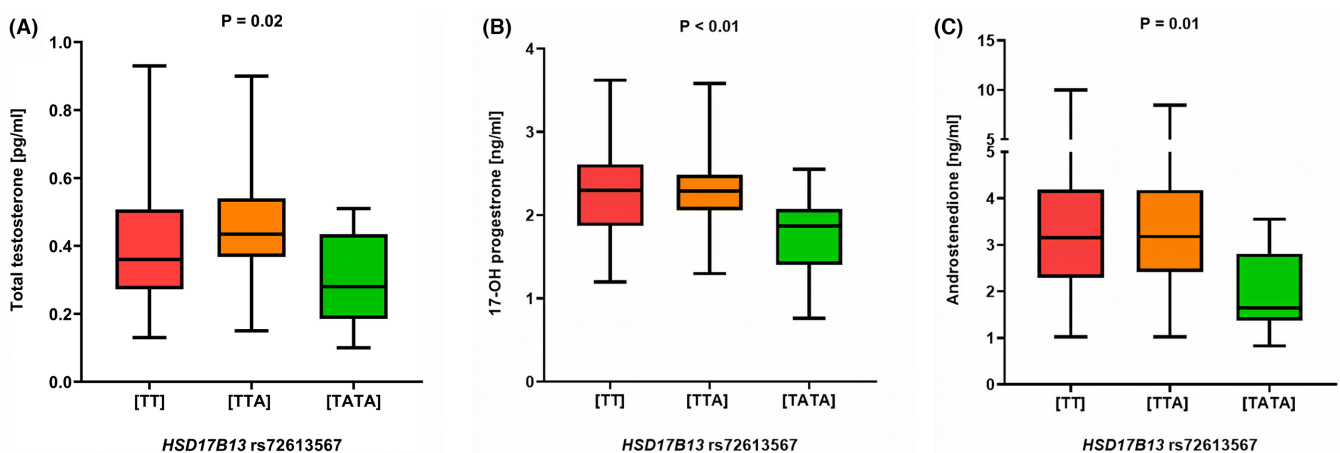 (A)
P = 0.02
Total testosterone [pg/ml]
1.0
0.8
0.6
0.4
0.2
0.0
[TT] [TTA] [TATA]
HSD17B13 rs72613567
(B)
P < 0.01
17-OH progestrone [ng/ml]
4
3
2
1
0
[TT] [TTA] [TATA]
HSD17B13 rs72613567
(C)
P = 0.01
Androstenedione [ng/ml]
15
10
5
5
4
3
2
1
0
[TT] [TTA] [TATA]
HSD17B13 rs72613567